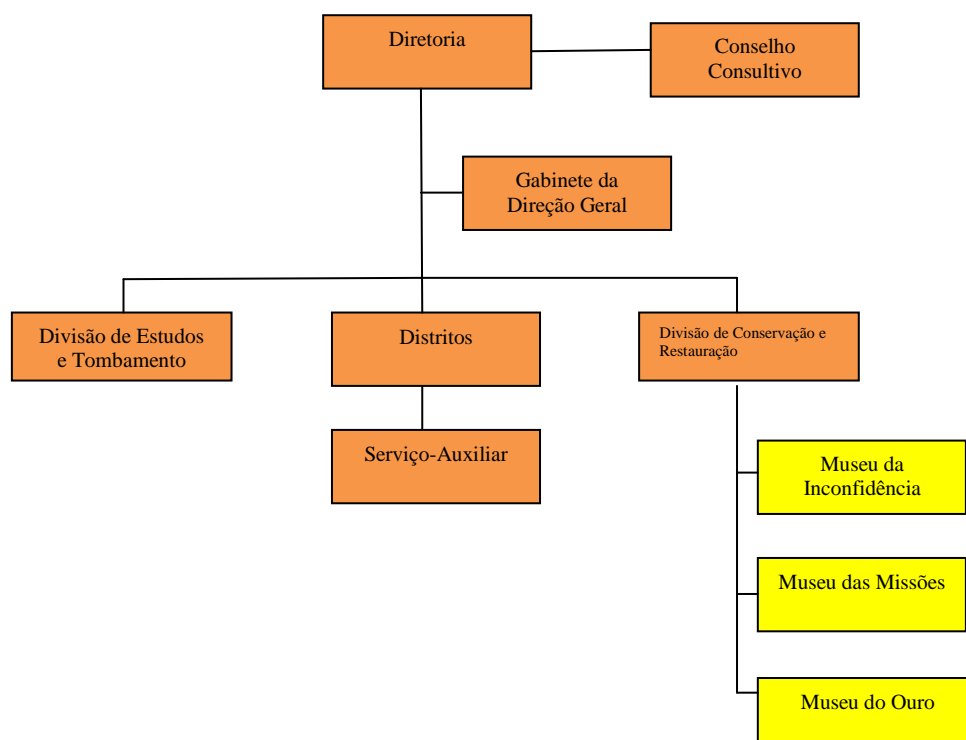 Diretoria
Conselho
Consultivo
Gabinete da
Direção Geral
Divisão de Estudos
e Tombamento
Distritos
Divisão de Conservação e
Restauração
Serviço-Auxiliar
Museu da
Inconfidência
Museu das Missões
Museu do Ouro